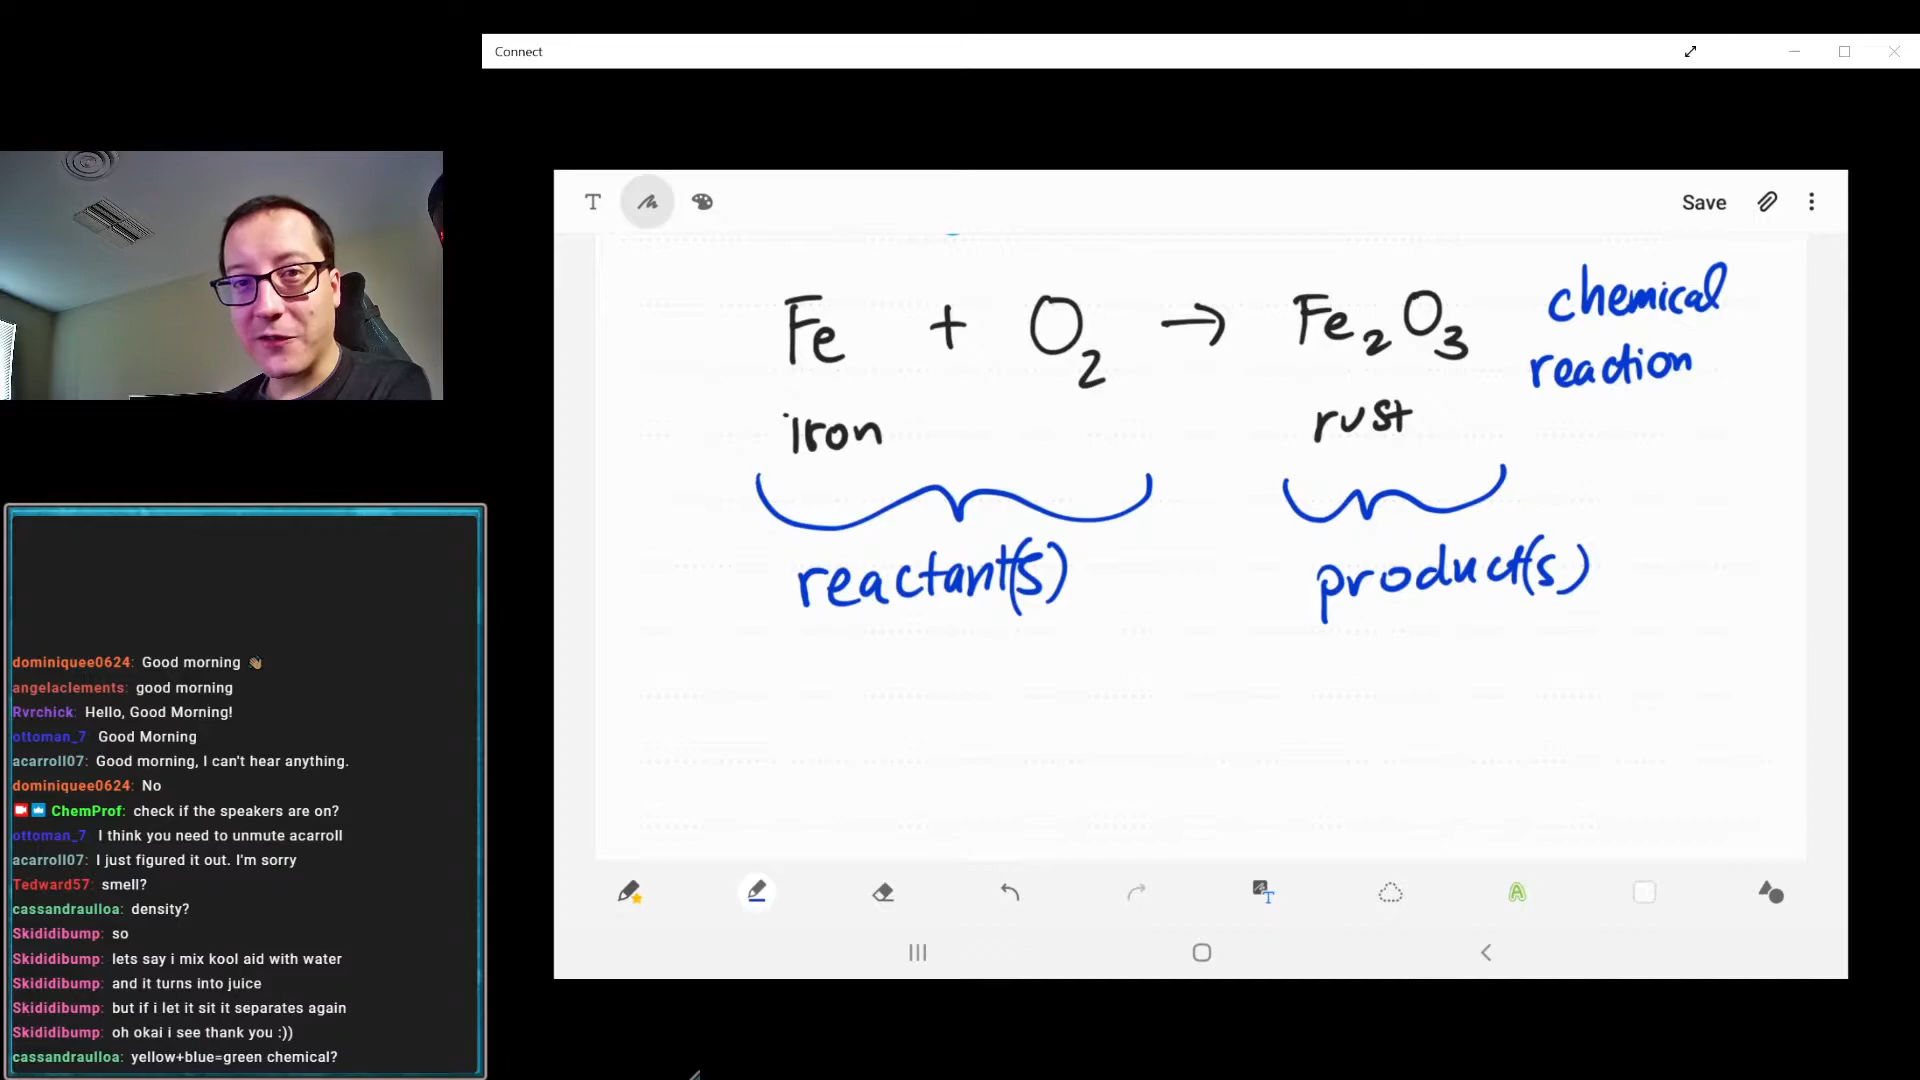 Connect
Save
Fe + O2 → Fe2O3 chemical
reaction
iron rust
reactant(s) product(s)
dominiquee0624: Good morning 👋🏽
angelaclements: good morning
Rvrchick: Hello, Good Morning!
ottoman_7 Good Morning
acarroll07: Good morning, I can't hear anything.
dominiquee0624: No
ChemProf: check if the speakers are on?
ottoman_7 I think you need to unmute acarroll
acarroll07: I just figured it out. I'm sorry
Tedward57: smell?
cassandraulloa: density?
Skididibump: so
Skididibump: lets say i mix kool aid with water
Skididibump: and it turns into juice
Skididibump: but if i let it sit it separates again
Skididibump: oh okai i see thank you :))
cassandraulloa: yellow+blue=green chemical?